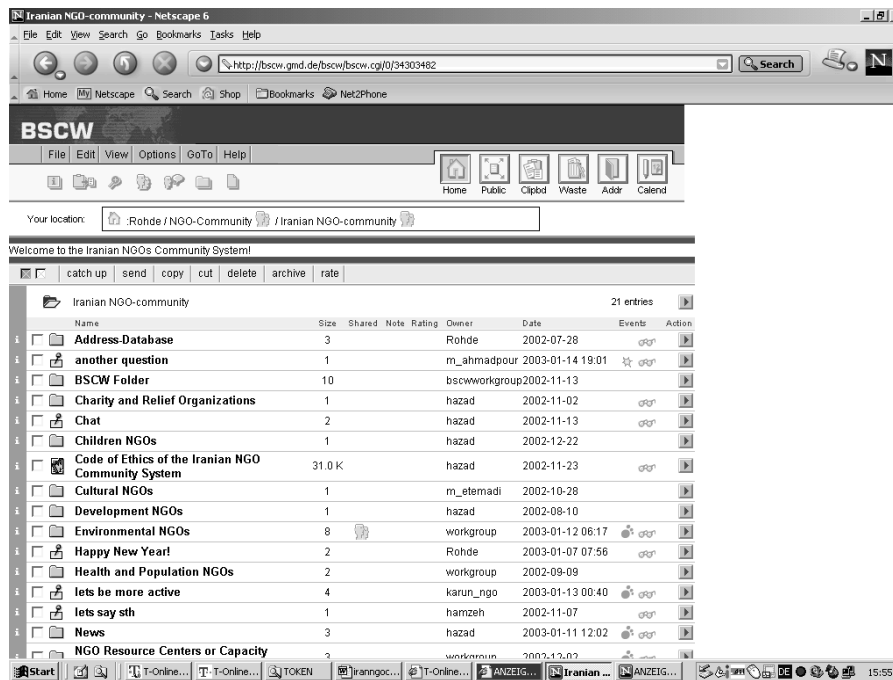 Iranian NGO-community - Netscape 6
File Edit View Search Go Bookmarks Tasks Help
http://bscw.gmd.de/bscw/bscw.cgi/0/34303482 Search N
Home My Netscape Search Shop Bookmarks Net2Phone
BSCW
File Edit View Options GoTo Help
Home Public Clipbd Waste Addr Calend
Your location: :Rohde / NGO-Community / Iranian NGO-community
Welcome to the Iranian NGOs Community System!
catch up send copy cut delete archive rate
Iranian NGO-community 21 entries
Name Size Shared Note Rating Owner Date Events Action
Address-Database 3 Rohde 2002-07-28
another question 1 m_ahmadpour 2003-01-14 19:01
BSCW Folder 10 bscwworkgroup 2002-11-13
Charity and Relief Organizations 1 hazad 2002-11-02
Chat 2 hazad 2002-11-13
Children NGOs 1 hazad 2002-12-22
Code of Ethics of the Iranian NGO
Community System 31.0 K hazad 2002-11-23
Cultural NGOs 1 m_etemadi 2002-10-28
Development NGOs 1 hazad 2002-08-10
Environmental NGOs 8 workgroup 2003-01-12 06:17
Happy New Year! 2 Rohde 2003-01-07 07:56
Health and Population NGOs 2 workgroup 2002-09-09
lets be more active 4 karun_ngo 2003-01-13 00:40
lets say sth 1 hamzeh 2002-11-07
News 3 hazad 2003-01-11 12:02
NGO Resource Centers or Capacity 3 workgroup 2002-12-02
Start T-Online... T-Online... TOKEN iranngoc... T-Online... ANZEIG... Iranian ... ANZEIG... DE 15:55